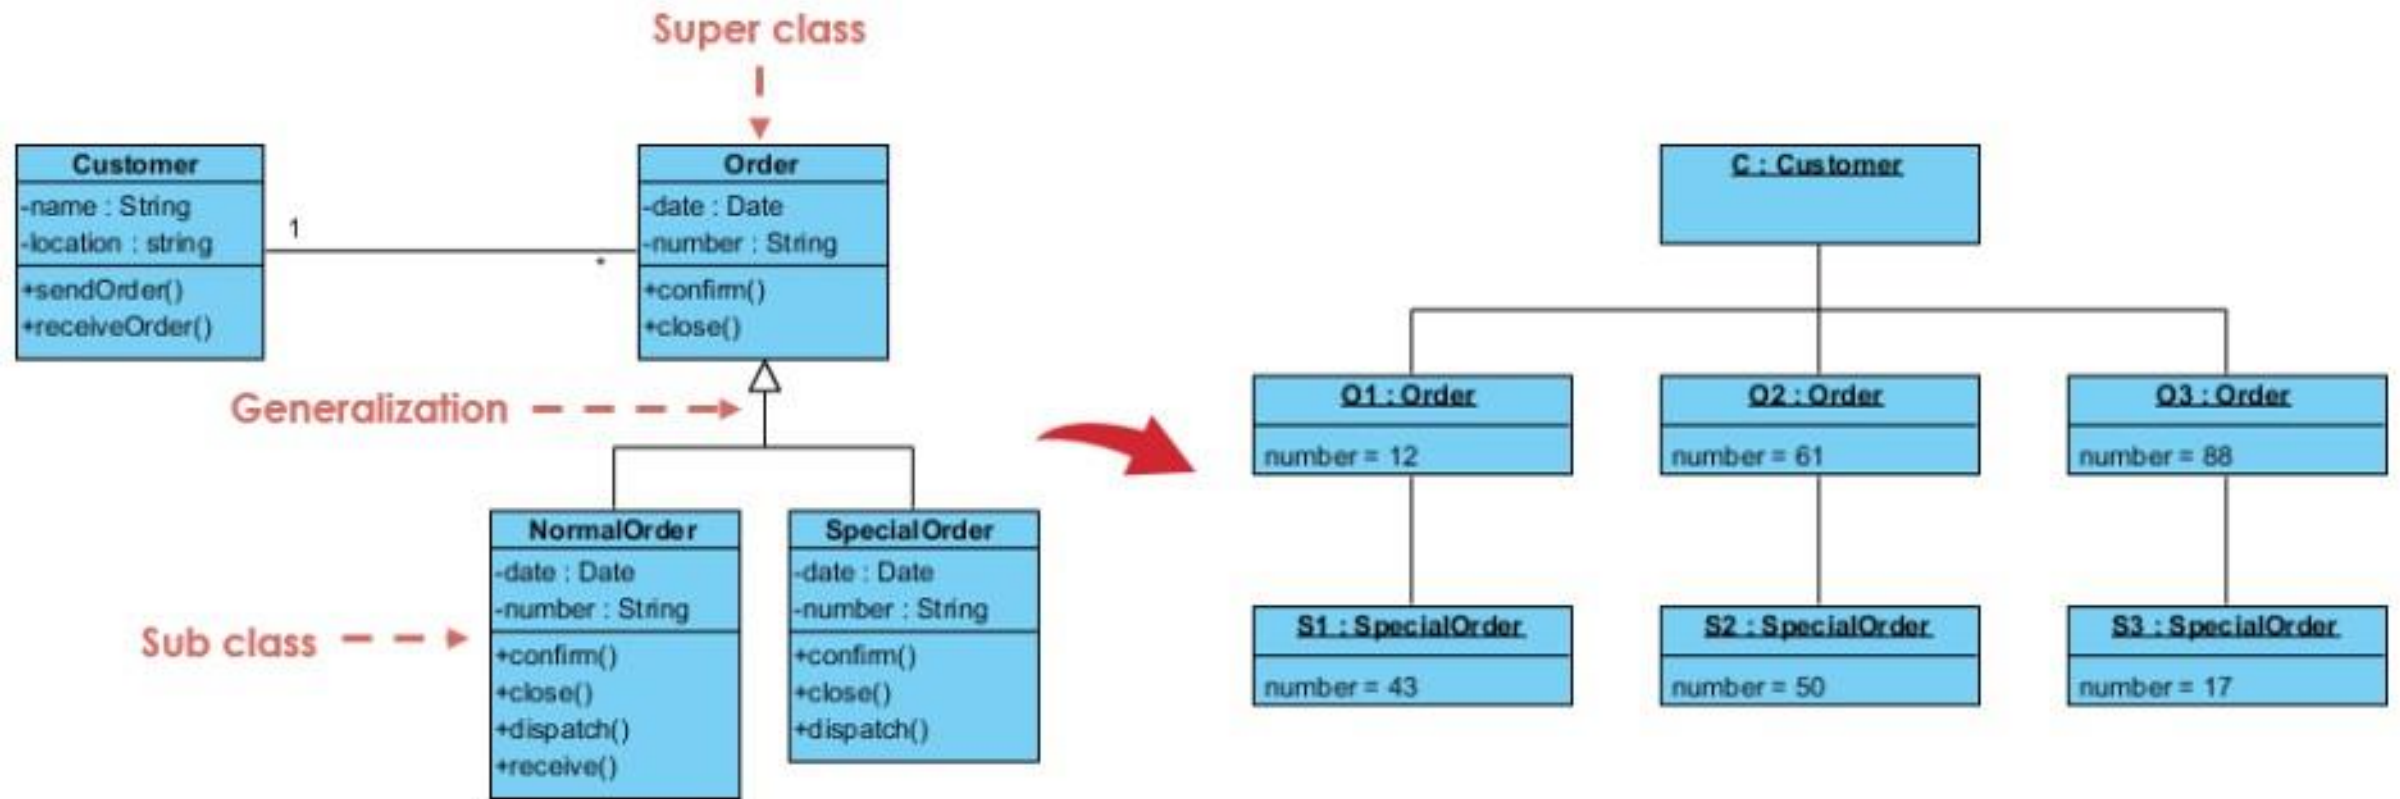 Super class
Customer
-name : String
-location : string
+sendOrder()
+receiveOrder()
1
*
Order
-date : Date
-number : String
+confirm()
+close()
Generalization
Sub class
NormalOrder
-date : Date
-number : String
+confirm()
+close()
+dispatch()
+receive()
SpecialOrder
-date : Date
-number : String
+confirm()
+close()
+dispatch()
C : Customer
O1 : Order
number = 12
O2 : Order
number = 61
O3 : Order
number = 88
S1 : SpecialOrder
number = 43
S2 : SpecialOrder
number = 50
S3 : SpecialOrder
number = 17